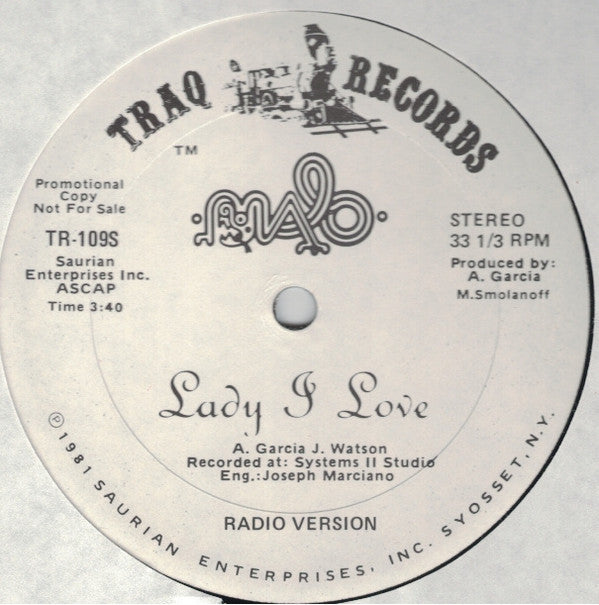 TRAQ RECORDS
TM
malo
Promotional
Copy
Not For Sale
TR-109S
Saurian
Enterprises Inc.
ASCAP
Time 3:40
STEREO
33 1/3 RPM
Produced by:
A. Garcia
M.Smolanoff
Lady I Love
A. Garcia J. Watson
Recorded at: Systems II Studio
Eng.:Joseph Marciano
RADIO VERSION
℗1981 SAURIAN ENTERPRISES, INC. SYOSSET, N.Y.